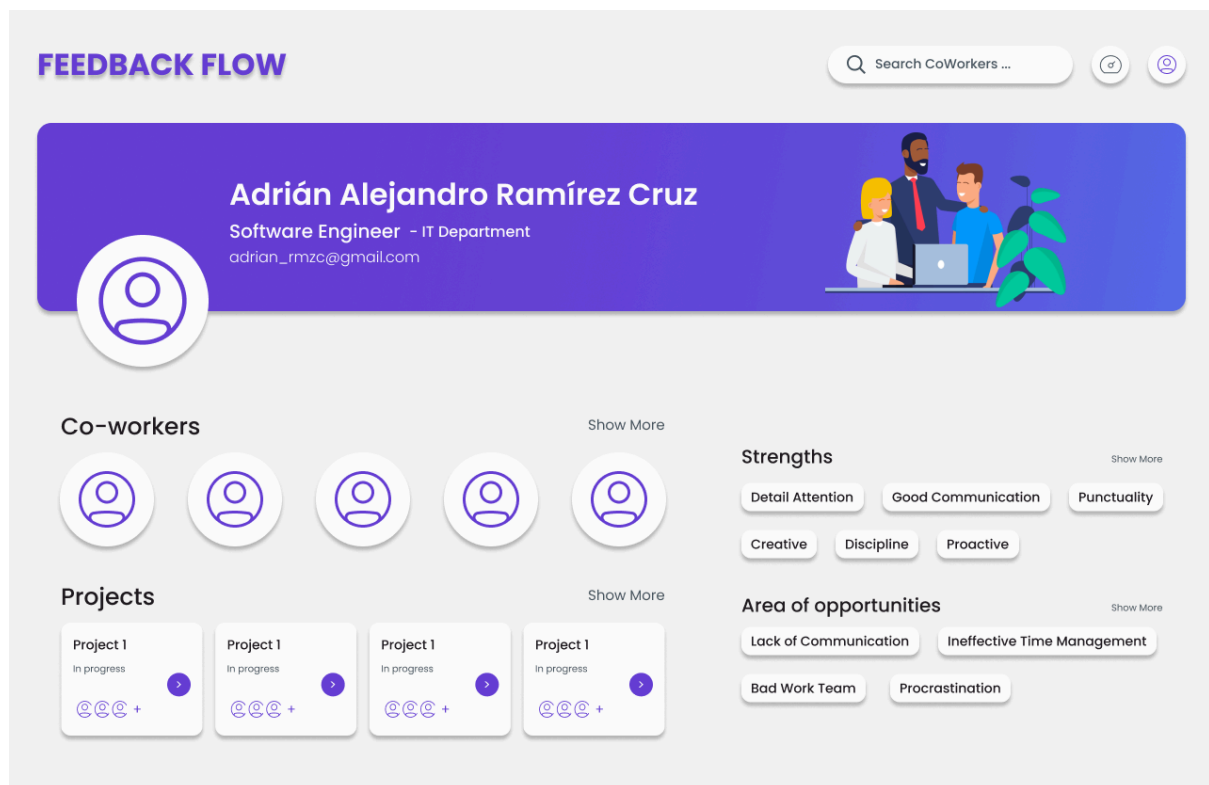 FEEDBACK FLOW
Search CoWorkers ...
Adrián Alejandro Ramírez Cruz
Software Engineer - IT Department
adrian_rmzc@gmail.com
Co-workers
Show More
Projects
Show More
Project 1
In progress
+
Project 1
In progress
+
Project 1
In progress
+
Project 1
In progress
+
Strengths
Show More
Detail Attention
Good Communication
Punctuality
Creative
Discipline
Proactive
Area of opportunities
Show More
Lack of Communication
Ineffective Time Management
Bad Work Team
Procrastination